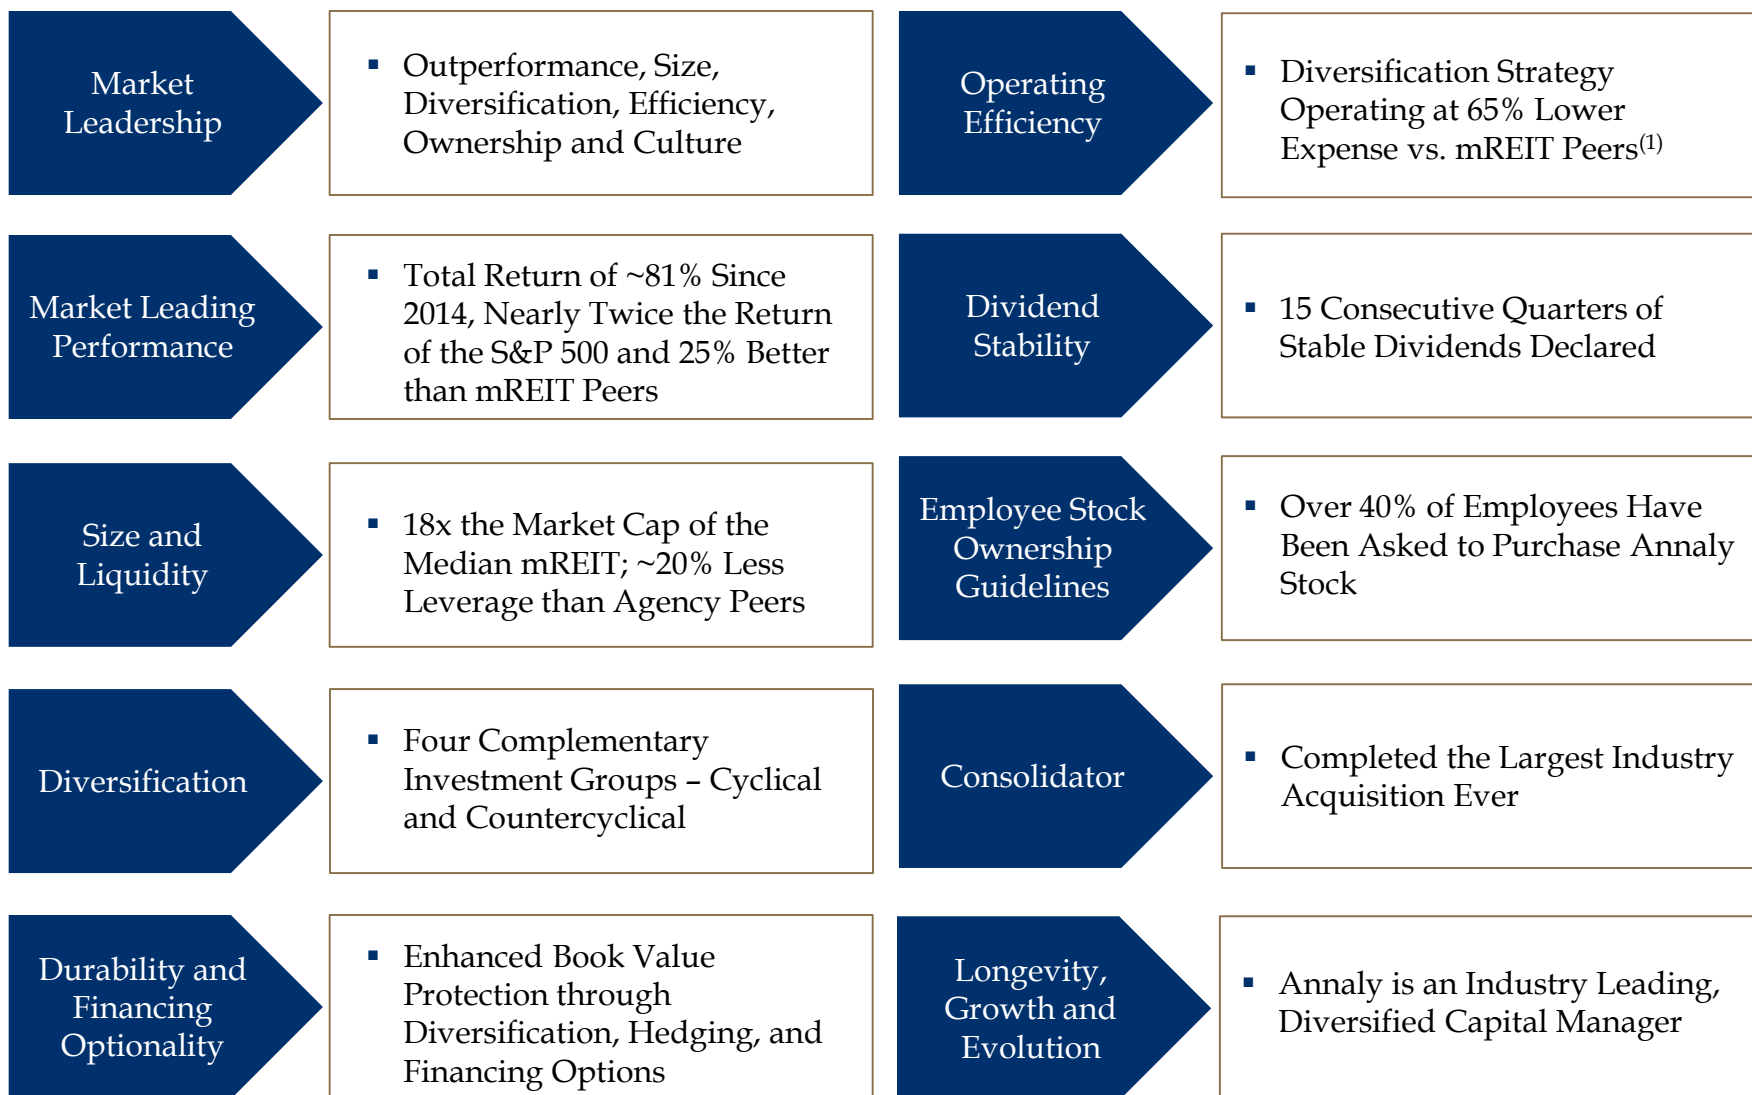 Market
Leadership
▪ Outperformance, Size,
Diversification, Efficiency,
Ownership and Culture
Operating
Efficiency
▪ Diversification Strategy
Operating at 65% Lower
Expense vs. mREIT Peers(1)
Market Leading
Performance
▪ Total Return of ~81% Since
2014, Nearly Twice the Return
of the S&P 500 and 25% Better
than mREIT Peers
Dividend
Stability
▪ 15 Consecutive Quarters of
Stable Dividends Declared
Size and
Liquidity
▪ 18x the Market Cap of the
Median mREIT; ~20% Less
Leverage than Agency Peers
Employee Stock
Ownership
Guidelines
▪ Over 40% of Employees Have
Been Asked to Purchase Annaly
Stock
Diversification
▪ Four Complementary
Investment Groups – Cyclical
and Countercyclical
Consolidator
▪ Completed the Largest Industry
Acquisition Ever
Durability and
Financing
Optionality
▪ Enhanced Book Value
Protection through
Diversification, Hedging, and
Financing Options
Longevity,
Growth and
Evolution
▪ Annaly is an Industry Leading,
Diversified Capital Manager